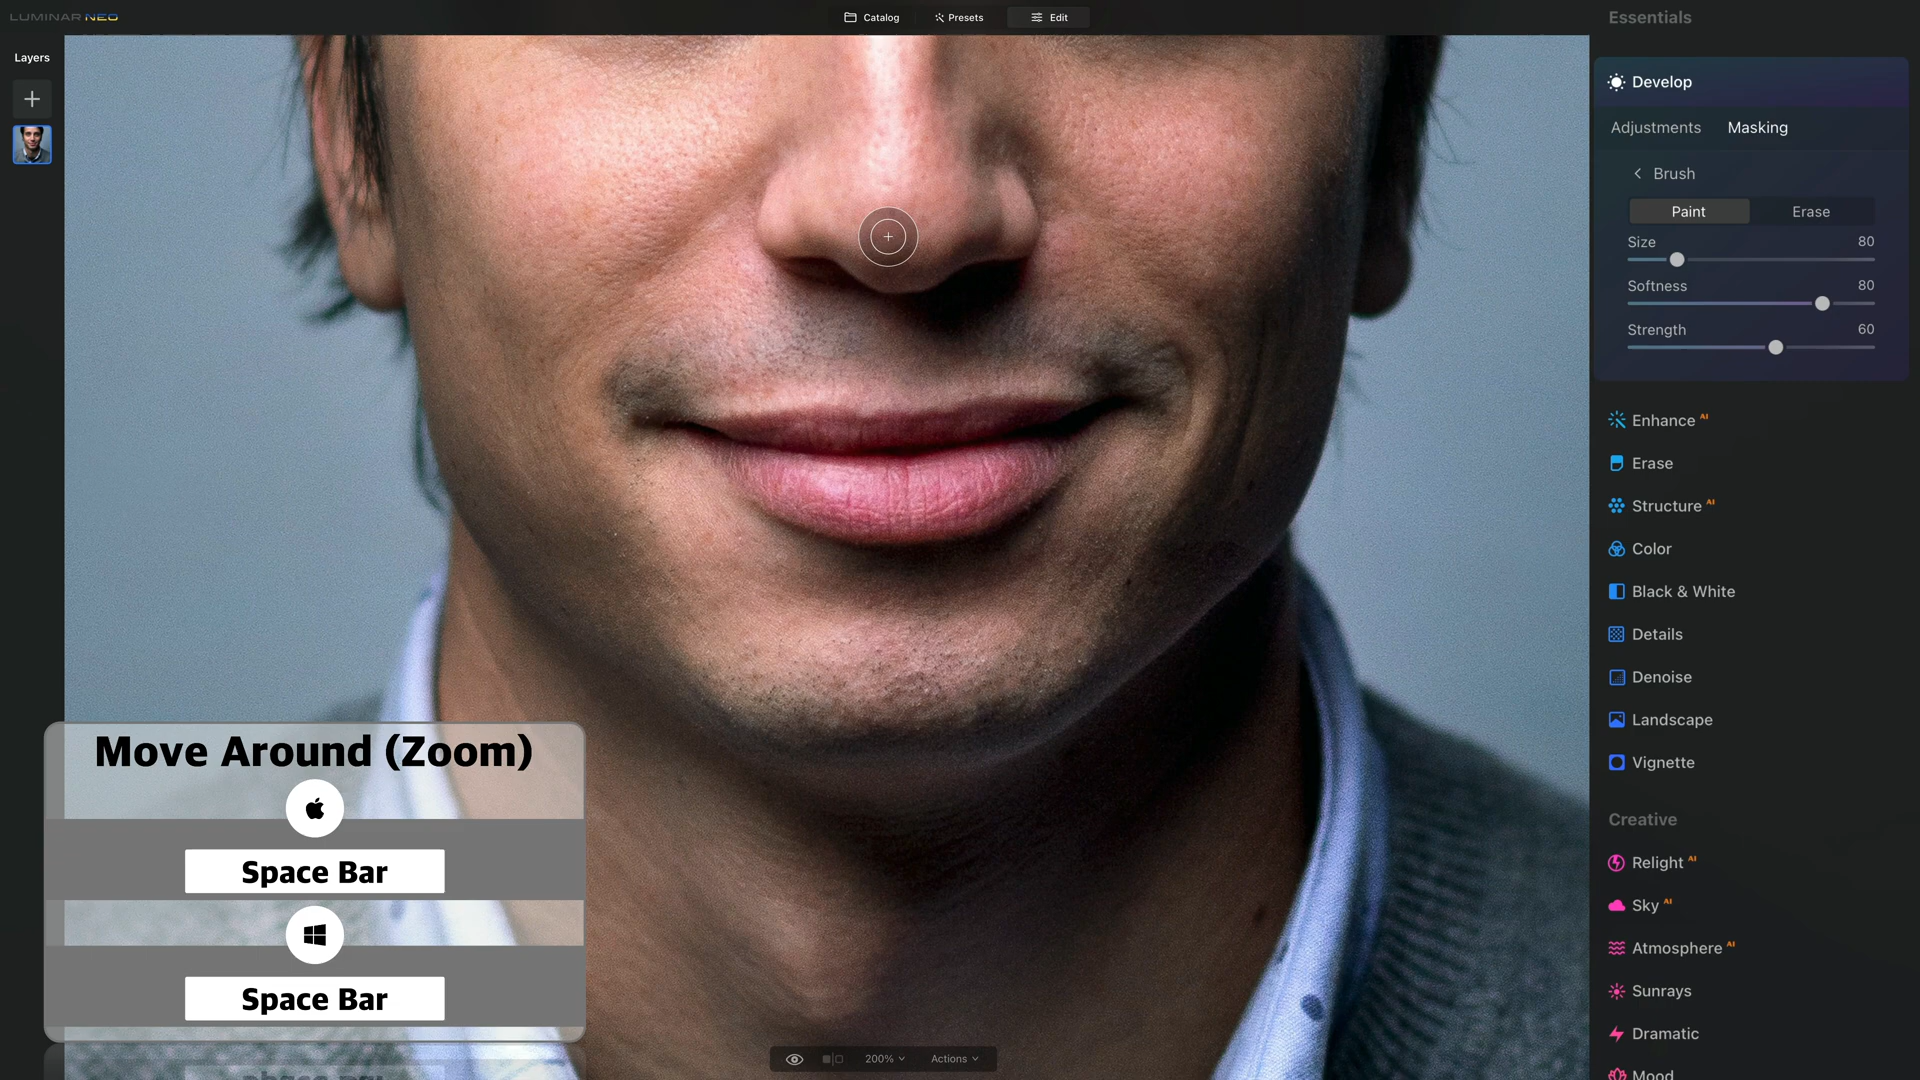 LUMINAR NEO
Catalog
Presets
Edit
Layers
Essentials
Develop
Adjustments Masking
Brush
Paint Erase
Size 80
Softness 80
Strength 60
Enhance AI
Erase
Structure AI
Color
Black & White
Details
Denoise
Landscape
Vignette
Creative
Relight AI
Sky AI
Atmosphere AI
Sunrays
Dramatic
Mood
Move Around (Zoom)
Space Bar
Space Bar
200%
Actions